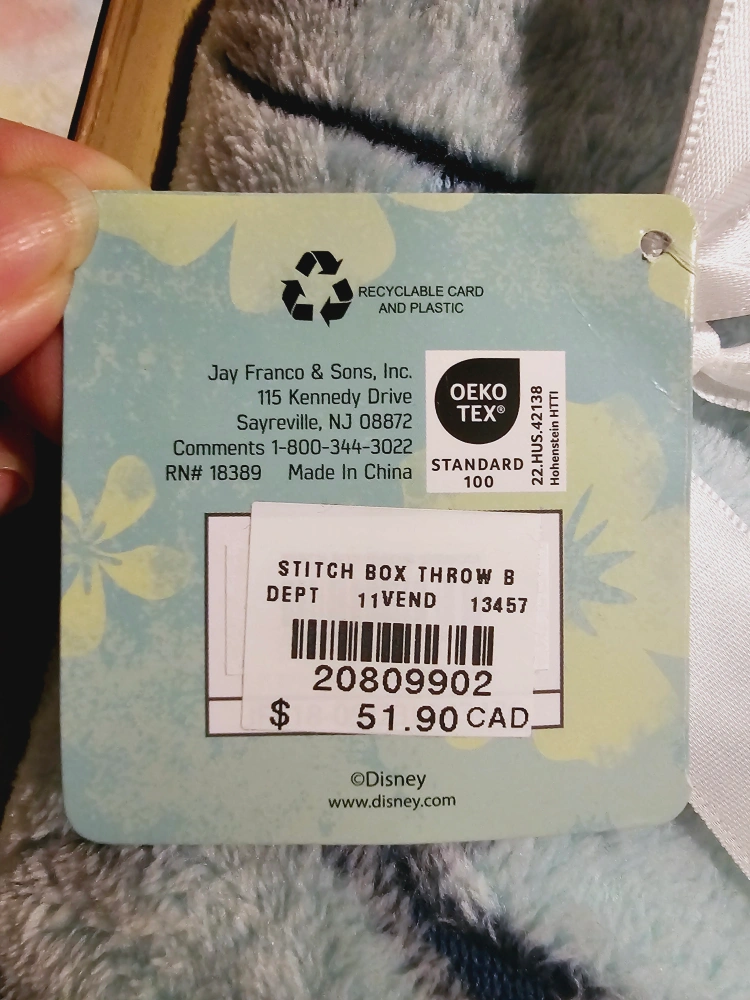 RECYCLABLE CARD
AND PLASTIC
Jay Franco & Sons, Inc.
115 Kennedy Drive
Sayreville, NJ 08872
Comments 1-800-344-3022
RN# 18389 Made In China
OEKO
TEX®
STANDARD
100
22.HUS.42138
Hohenstein HTTI
STITCH BOX THROW B
DEPT 11VEND 13457
20809902
$ 51.90 CAD
©Disney
www.disney.com